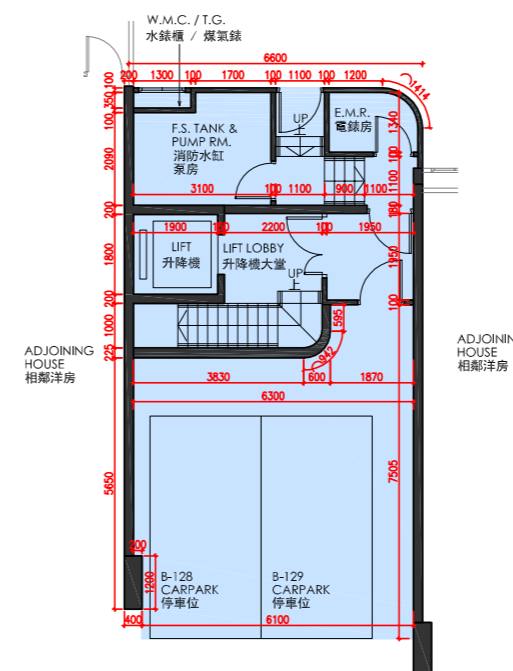 W.M.C. / T.G.
水錶櫃 / 煤氣錶
6600
200 1300 100 1700 100 1100 100 1200
1414
100
350
100
2090
200
1800
200
1000
225
5650
F.S. TANK &
PUMP RM.
消防水缸
泵房
UP
E.M.R.
電錶房
1340
100
1100
3100 100 1100 900 1100
1900 2200 100 1950
LIFT
升降機
LIFT LOBBY
升降機大堂
UP
1950
100
595
942
ADJOINING
HOUSE
相鄰洋房
ADJOINING
HOUSE
相鄰洋房
3830 600 1870
6300
7505
1200
B-128
CARPARK
停車位
B-129
CARPARK
停車位
400 6100